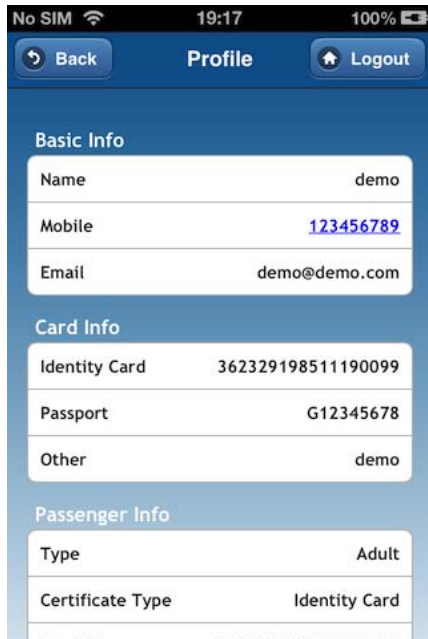 No SIM 19:17 100%
Back Profile Logout
Basic Info
Name demo
Mobile 123456789
Email demo@demo.com
Card Info
Identity Card 362329198511190099
Passport G12345678
Other demo
Passenger Info
Type Adult
Certificate Type Identity Card